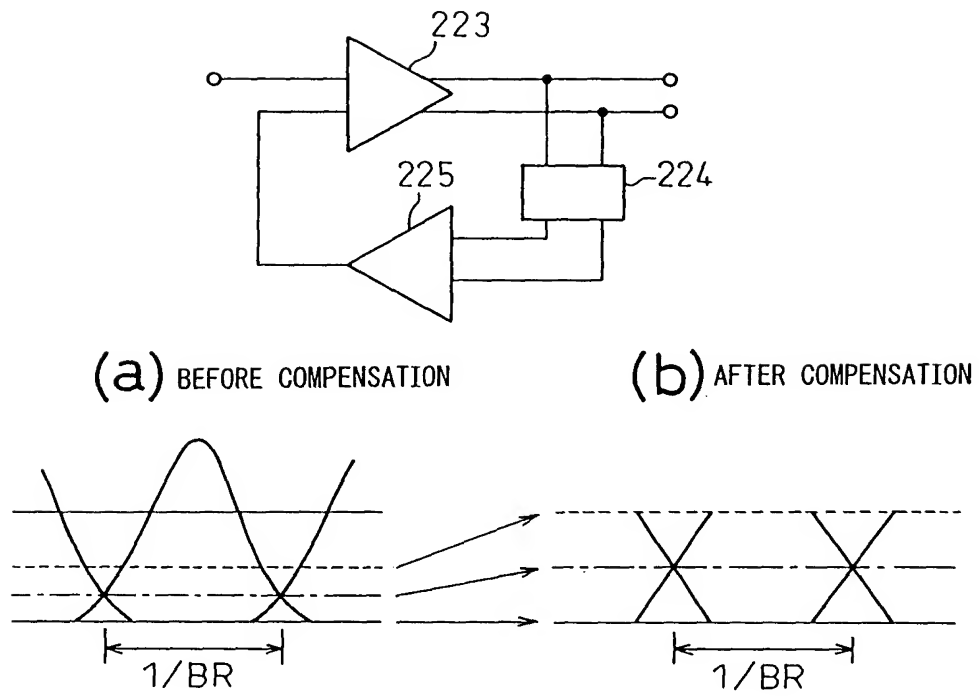 223
225
224
(a) BEFORE COMPENSATION
(b) AFTER COMPENSATION
1/BR
1/BR